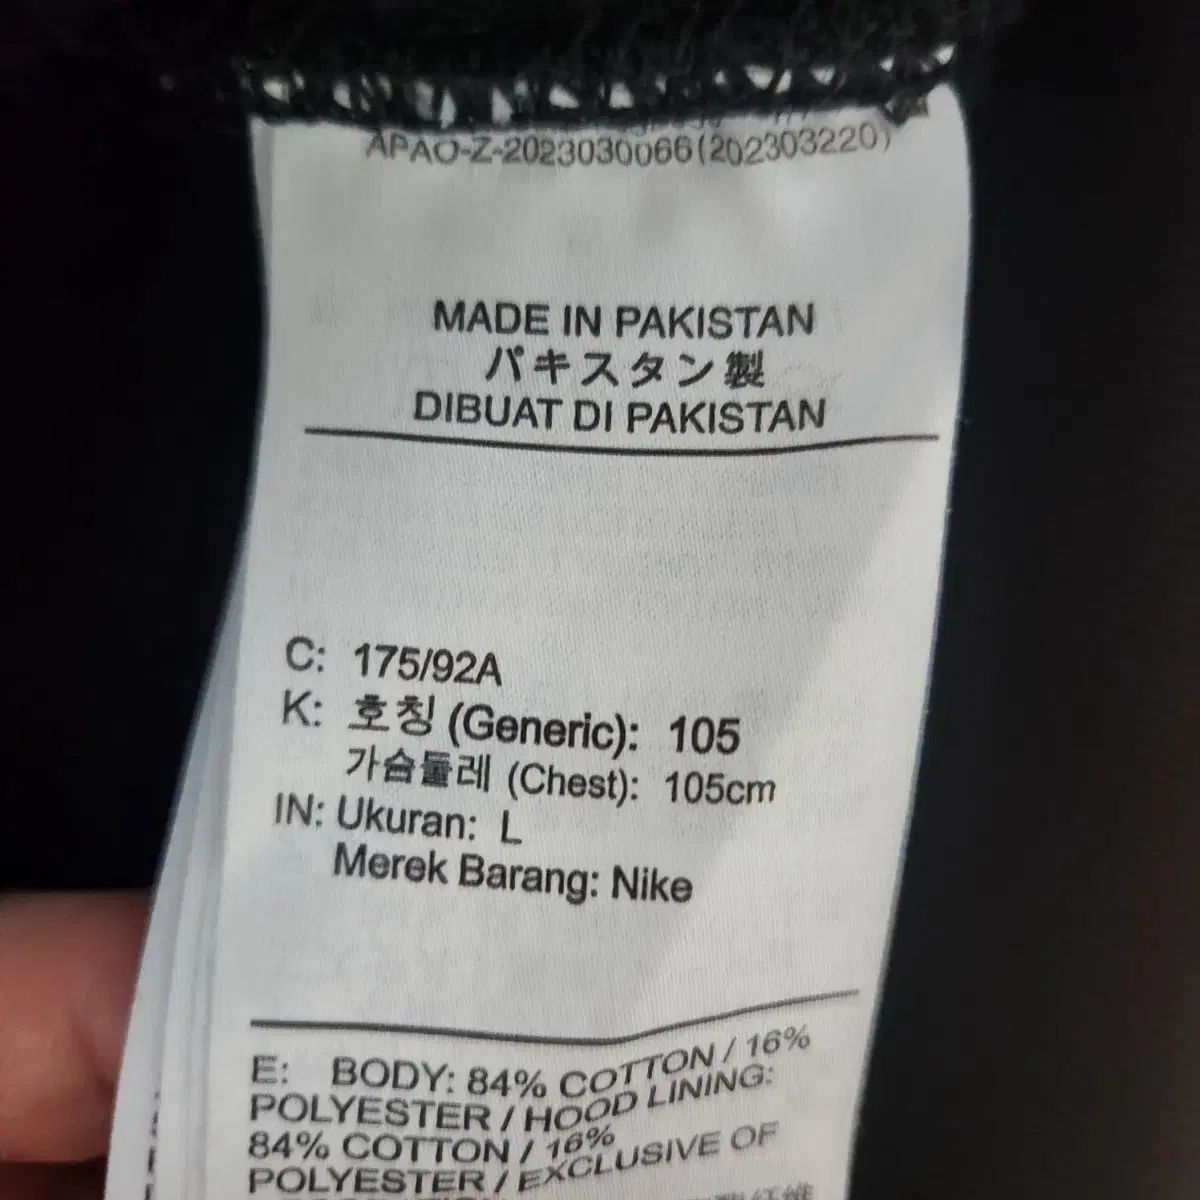 APAO-Z-2023030066(202303220)
MADE IN PAKISTAN
パキスタン製
DIBUAT DI PAKISTAN
C: 175/92A
K: 호칭 (Generic): 105
가슴둘레 (Chest): 105cm
IN: Ukuran: L
Merek Barang: Nike
E: BODY: 84% COTTON / 16%
POLYESTER / HOOD LINING:
84% COTTON / 16%
POLYESTER / EXCLUSIVE OF